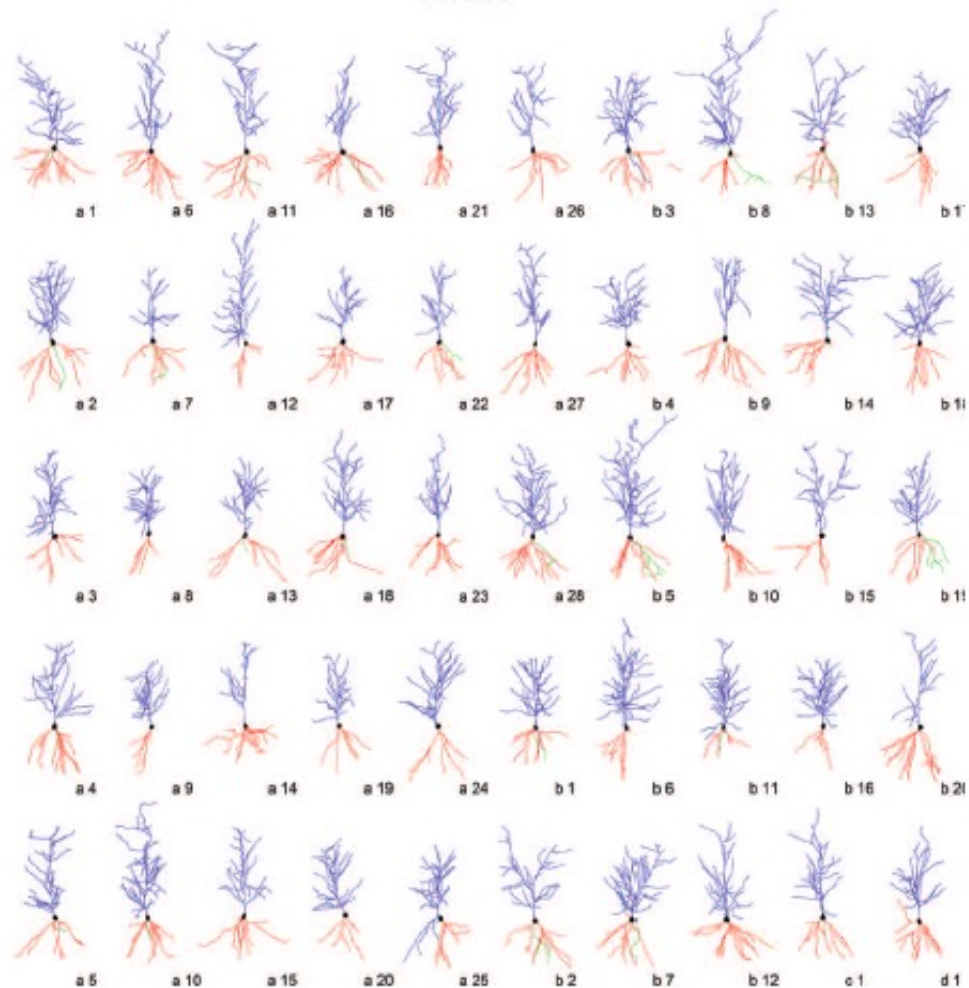 a 1 a 6 a 11 a 16 a 21 a 26 b 3 b 8 b 13
a 2 a 7 a 12 a 17 a 22 a 27 b 4 b 9 b 14
a 3 a 8 a 13 a 18 a 23 a 28 b 5 b 10 b 15
a 4 a 9 a 14 a 19 a 24 b 1 b 6 b 11 b 16
a 5 a 10 a 15 a 20 a 25 b 2 b 7 b 12 c 1 d 1